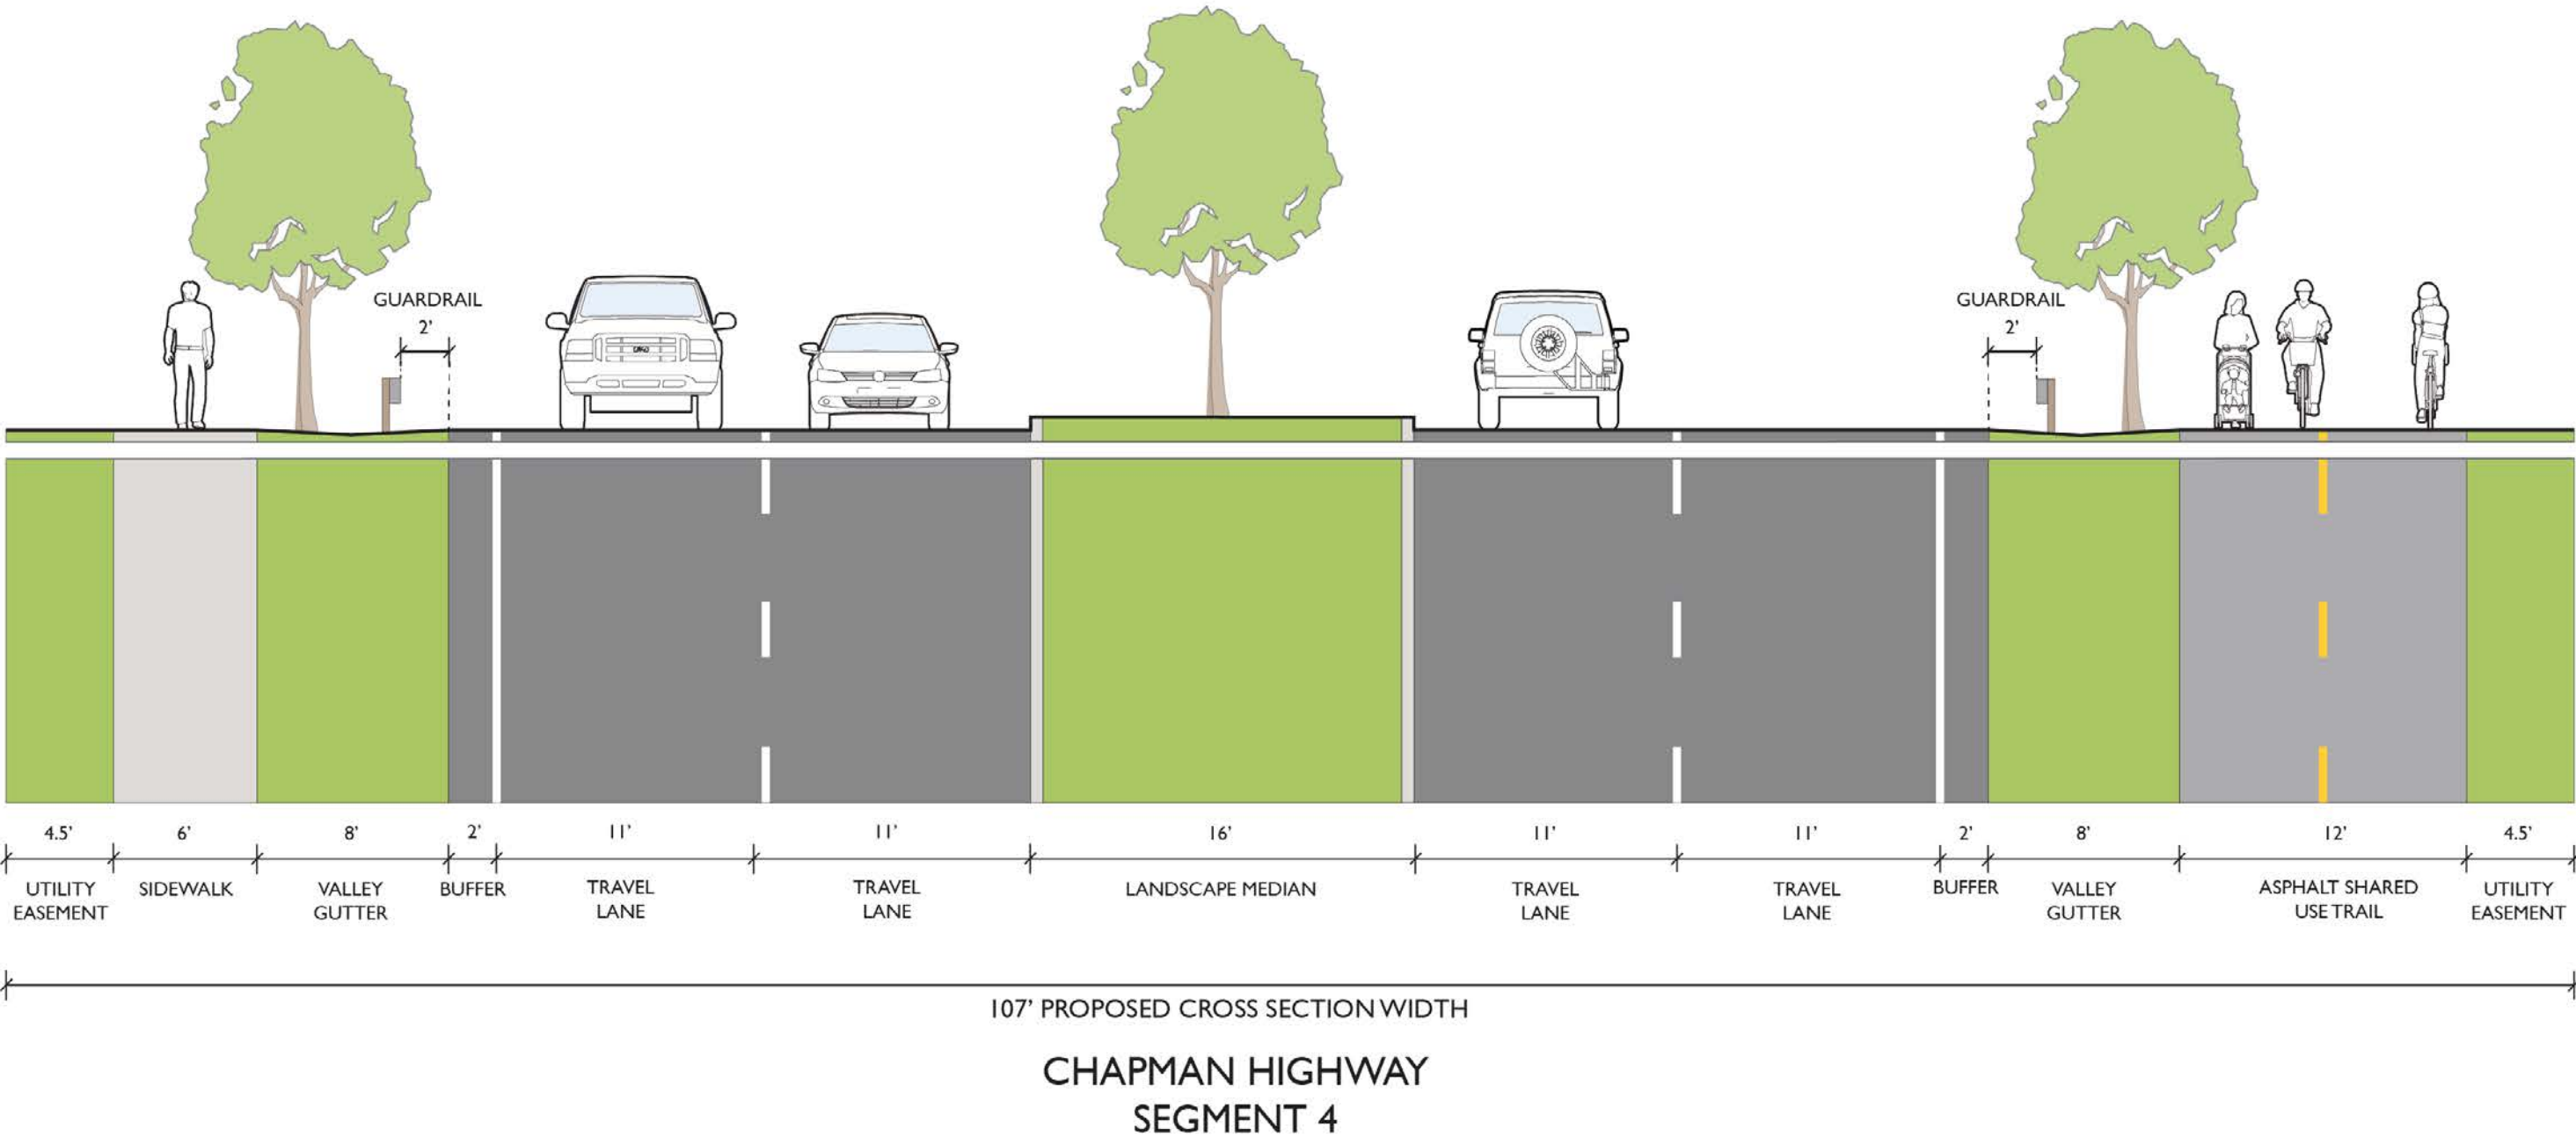 GUARDRAIL
2'
GUARDRAIL
2'
4.5' 6' 8' 2' 11' 11' 16' 11' 11' 2' 8' 12' 4.5'
UTILITY EASEMENT
SIDEWALK
VALLEY GUTTER
BUFFER
TRAVEL LANE
TRAVEL LANE
LANDSCAPE MEDIAN
TRAVEL LANE
TRAVEL LANE
BUFFER
VALLEY GUTTER
ASPHALT SHARED USE TRAIL
UTILITY EASEMENT
107' PROPOSED CROSS SECTION WIDTH
CHAPMAN HIGHWAY
SEGMENT 4